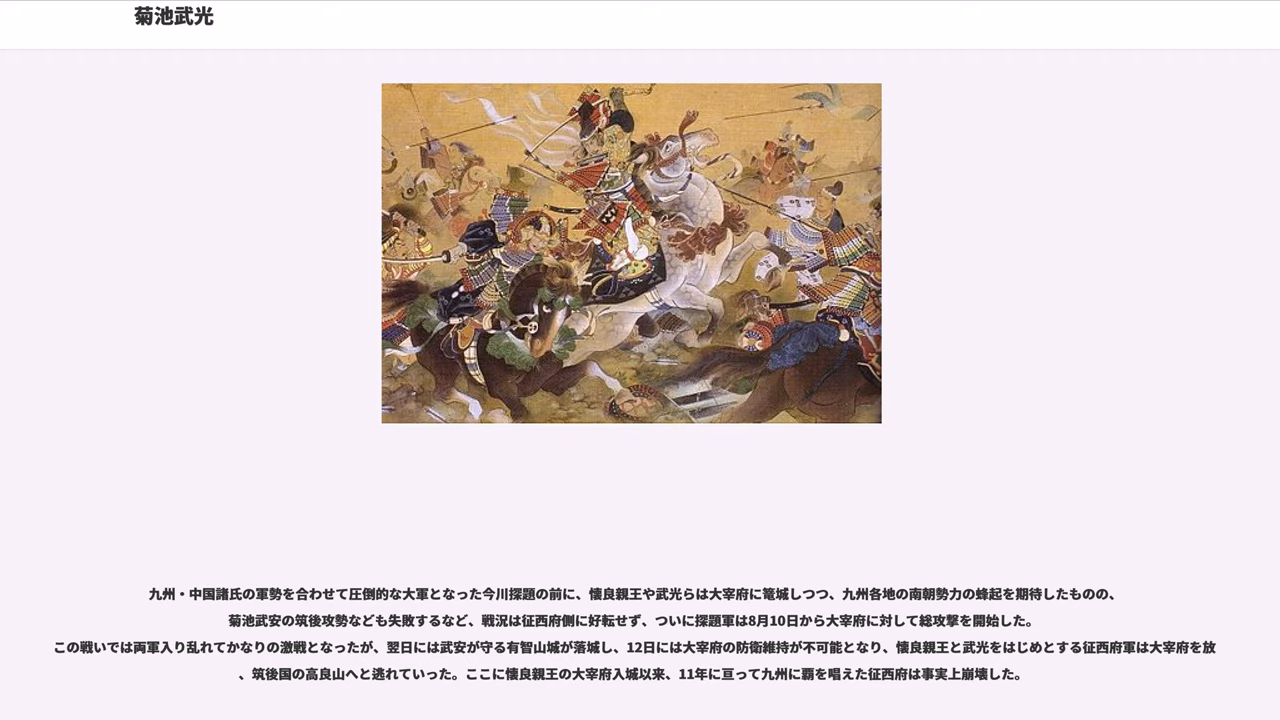 菊池武光
九州・中国諸氏の軍勢を合わせて圧倒的な大軍となった今川探題の前に、懐良親王や武光らは大宰府に篭城しつつ、九州各地の南朝勢力の蜂起を期待したものの、
菊池武安の筑後攻勢なども失敗するなど、戦況は征西府側に好転せず、ついに探題軍は8月10日から大宰府に対して総攻撃を開始した。
この戦いでは両軍入り乱れてかなりの激戦となったが、翌日には武安が守る有智山城が落城し、12日には大宰府の防衛維持が不可能となり、懐良親王と武光をはじめとする征西府軍は大宰府を放
、筑後国の高良山へと逃れていった。ここに懐良親王の大宰府入城以来、11年に亘って九州に覇を唱えた征西府は事実上崩壊した。